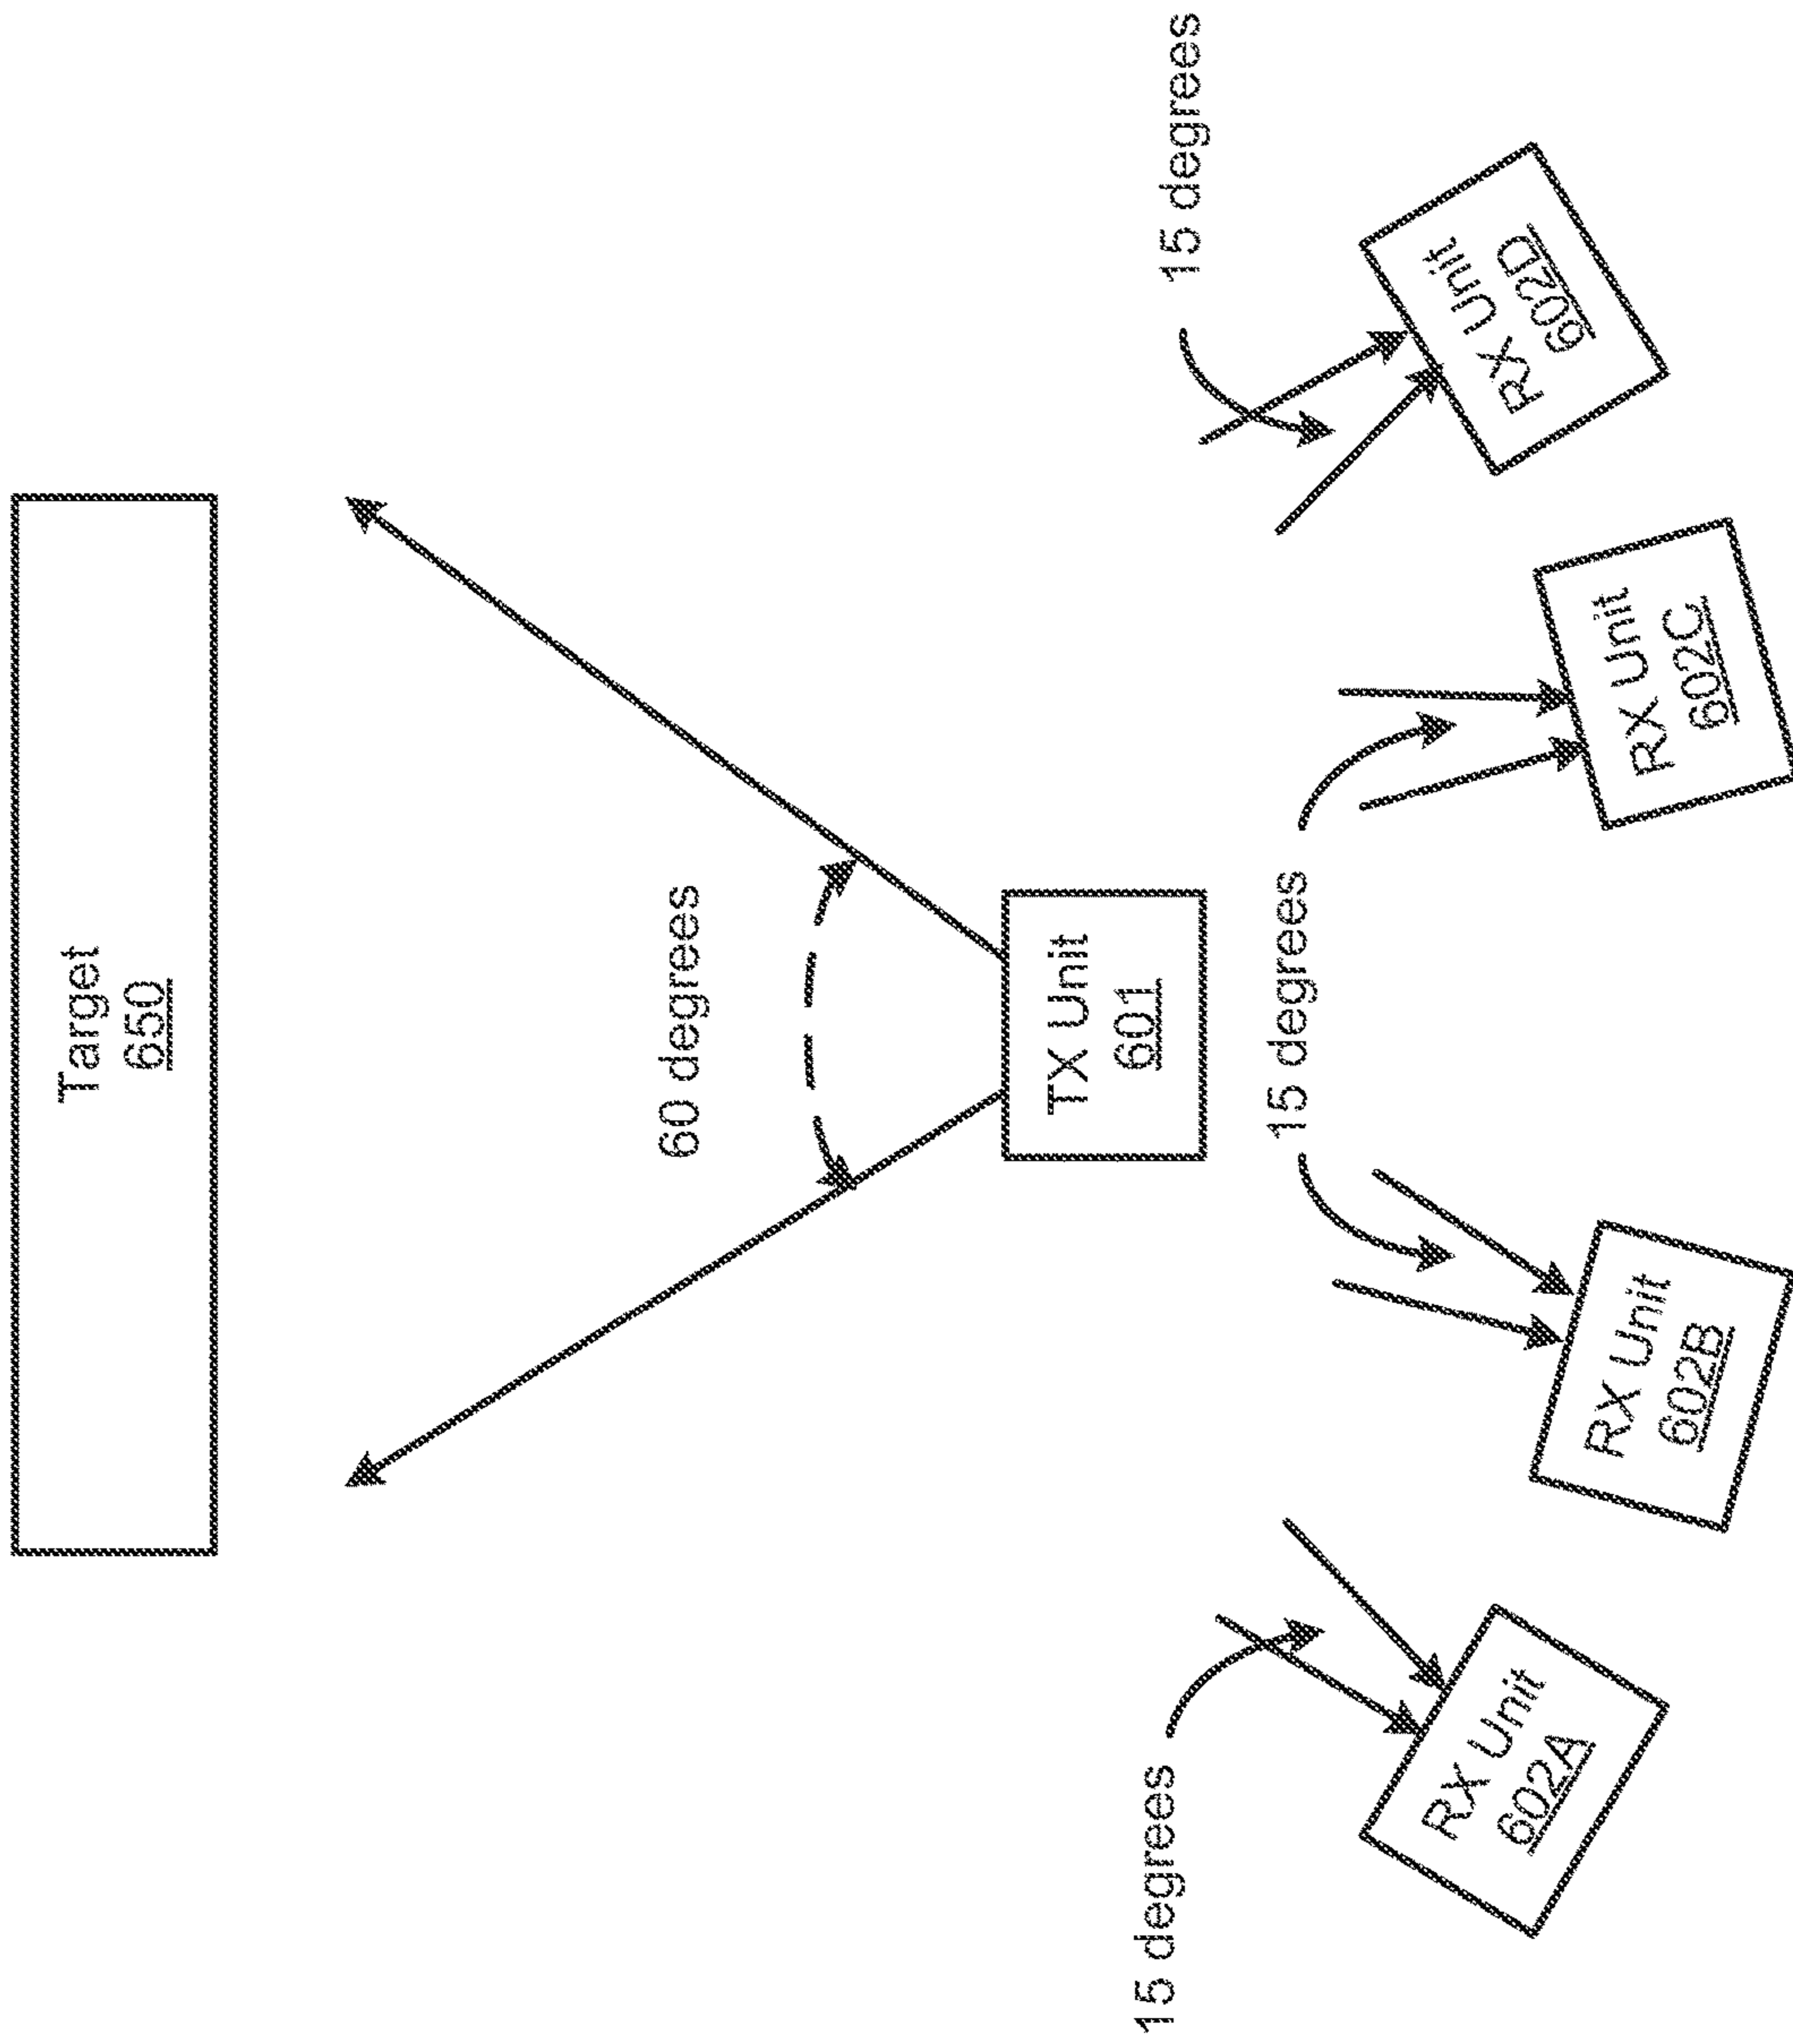 Target
650
60 degrees
TX Unit
601
15 degrees
15 degrees
15 degrees
RX Unit
602A
RX Unit
602B
RX Unit
602C
RX Unit
602D